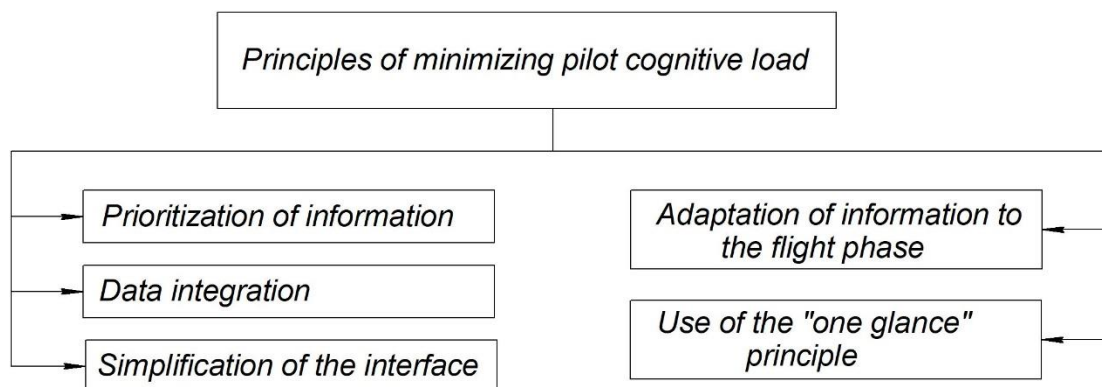 Principles of minimizing pilot cognitive load
Prioritization of information
Data integration
Simplification of the interface
Adaptation of information to
the flight phase
Use of the "one glance"
principle